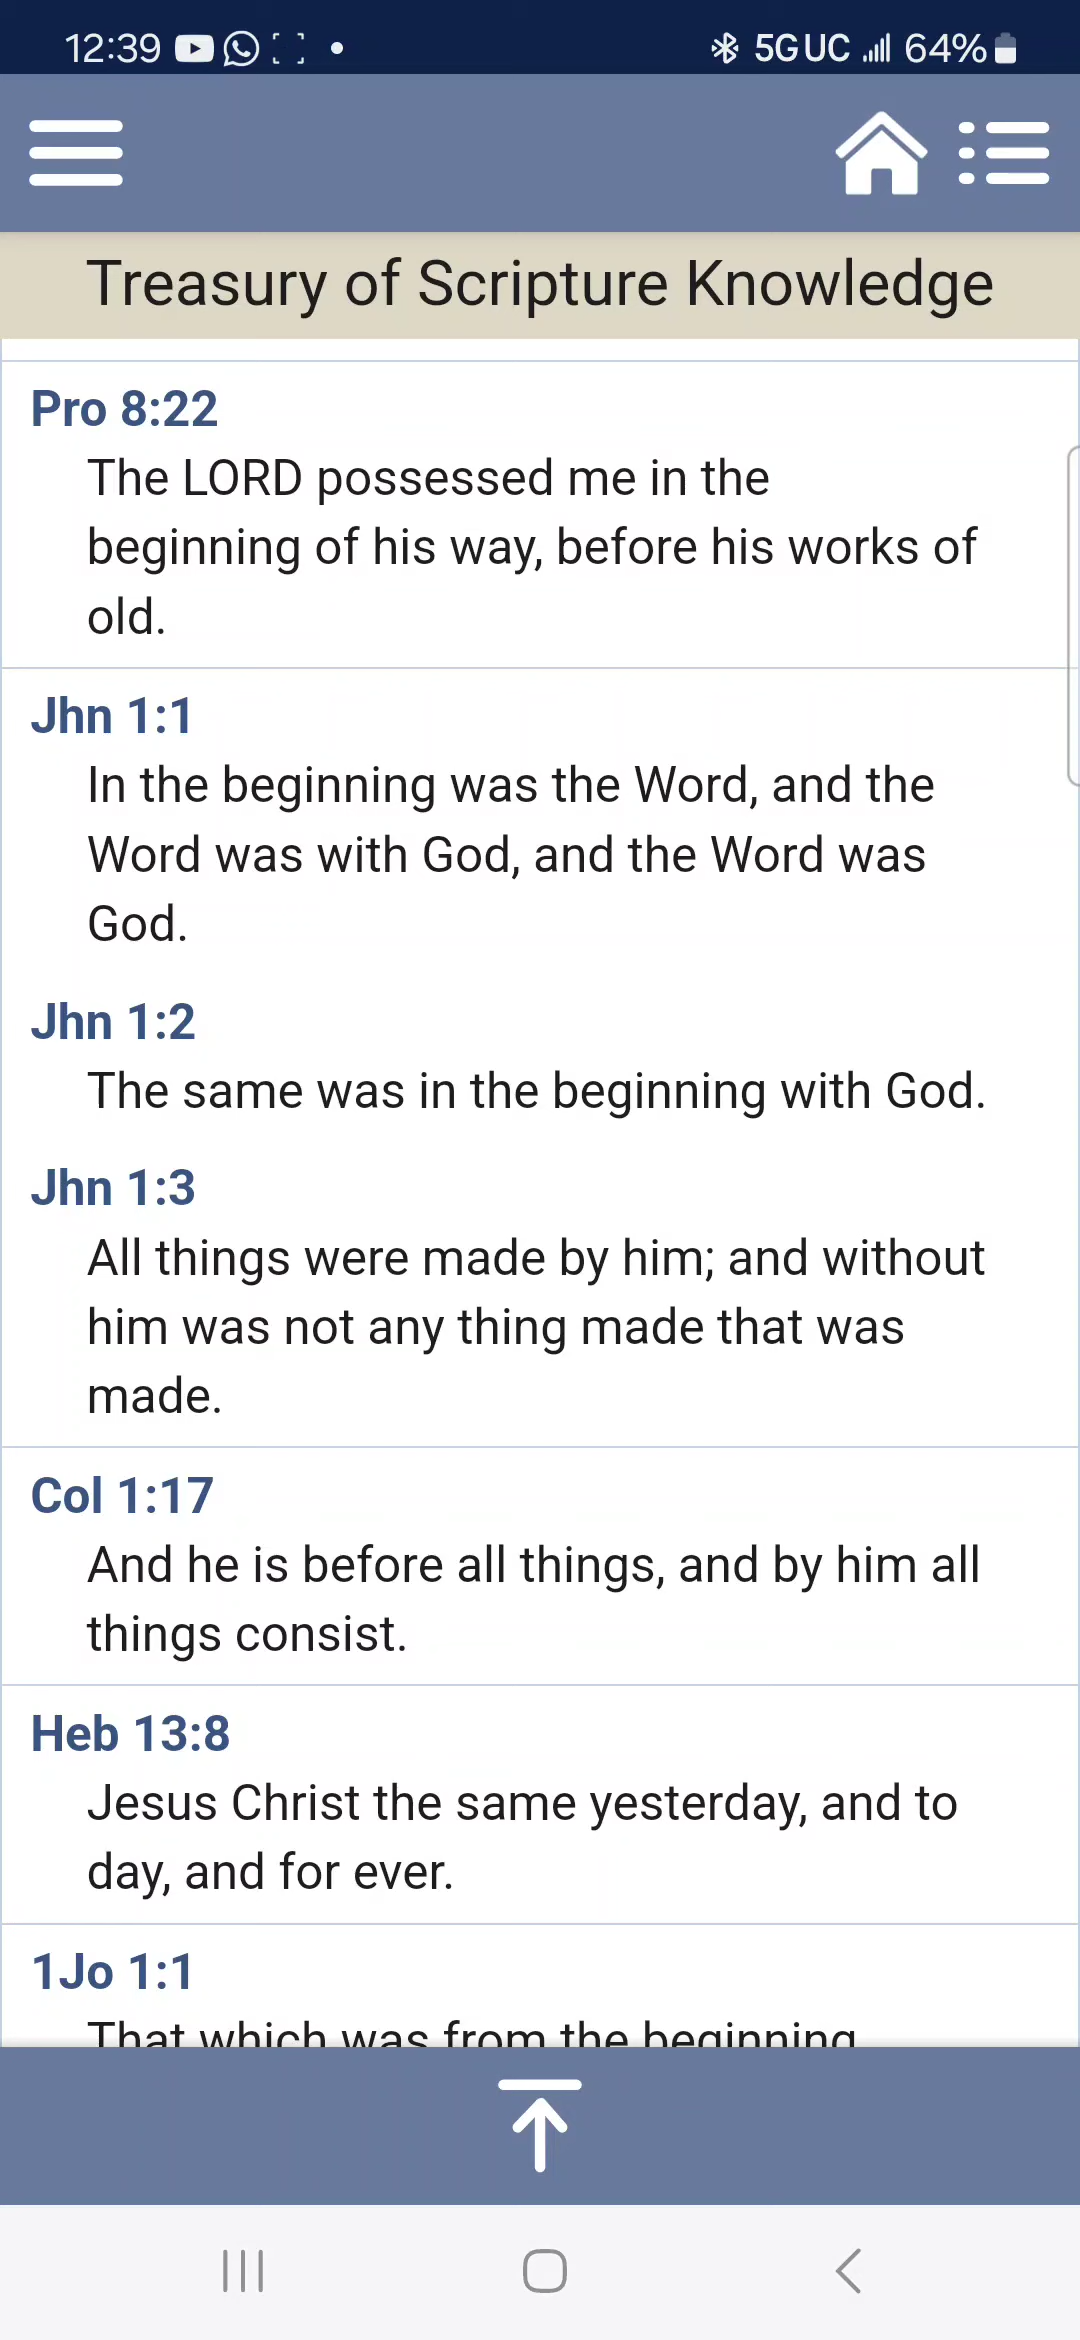 12:39
5G UC
64%
Treasury of Scripture Knowledge
Pro 8:22
The LORD possessed me in the
beginning of his way, before his works of
old.
Jhn 1:1
In the beginning was the Word, and the
Word was with God, and the Word was
God.
Jhn 1:2
The same was in the beginning with God.
Jhn 1:3
All things were made by him; and without
him was not any thing made that was
made.
Col 1:17
And he is before all things, and by him all
things consist.
Heb 13:8
Jesus Christ the same yesterday, and to
day, and for ever.
1Jo 1:1
That which was from the beginning